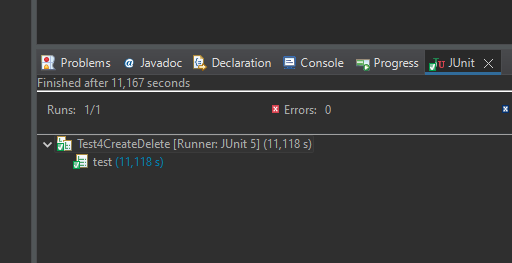 Problems @ Javadoc Declaration Console Progress JUnit
Finished after 11,167 seconds
Runs: 1/1 Errors: 0
Test4CreateDelete [Runner: JUnit 5] (11,118 s)
test (11,118 s)